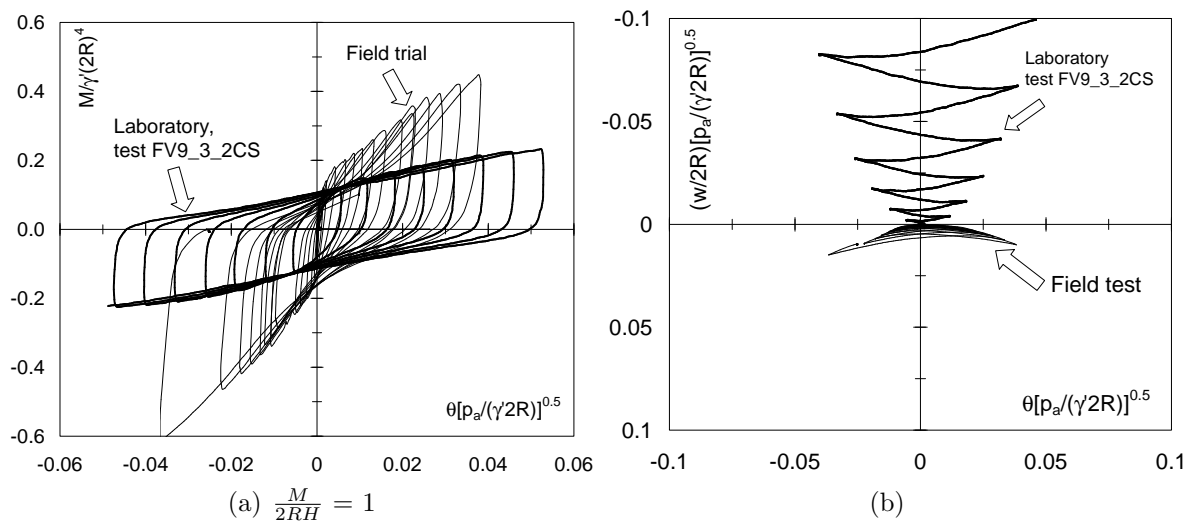 0.6
0.4
0.2
0.0
-0.2
-0.4
-0.6
-0.06
-0.04
-0.02
0
0.02
0.04
0.06
M/γ'(2R)⁴
θ[pₐ/(γ'2R)]⁰·⁵
Field trial
Laboratory,
test FV9_3_2CS
(a) M/2RH = 1
-0.1
-0.05
0
0.05
0.1
-0.1
-0.05
0
0.05
0.1
(w/2R)[pₐ/(γ'2R)]⁰·⁵
θ[pₐ/(γ'2R)]⁰·⁵
Laboratory
test FV9_3_2CS
Field test
(b)